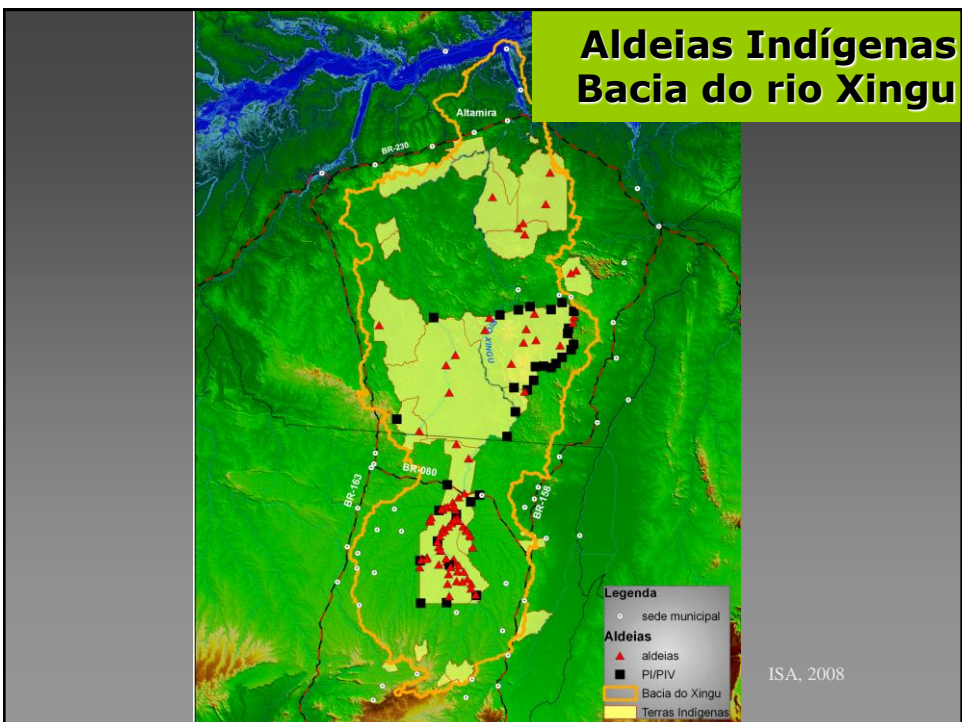 Aldeias Indígenas
Bacia do rio Xingu
Altamira
BR-230
RIO XINGU
BR-080
BR-163
BR-158
Legenda
sede municipal
Aldeias
aldeias
PI/PIV
Bacia do Xingu
Terras Indígenas
ISA, 2008